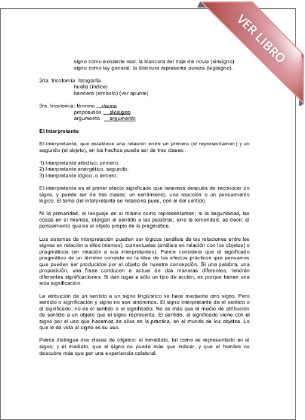 VER LIBRO
signo como existente real: la blancura del traje del novia (sinsigno)
signo como ley general: la blancura representa pureza (legisigno).
2da. tricotomía: fotografía
huella (índice)
bandera (símbolo) (ver apunte)
3ra. tricotomía: término rhema
proposición dicisigno
argumento argumento
El Interpretante
El interpretante, que establece una relación entre un primero (el representamen) y un
segundo (el objeto), en los hechos puede ser de tres clases:
1) Interpretante afectivo, primero.
2) Interpretante energético, segundo.
3) Interpretante lógico, o tercero.
El interpretante es el primer efecto significado que tenemos después de reconocer un
signo, y puede ser de tres clases: un sentimiento, una reacción o un pensamiento
lógico. El tema del interpretante se relaciona pues, con el del sentido.
Ni la primeridad, el lenguaje en sí mismo como representamen; ni la segundidad, las
cosas en sí mismas, otorgan el sentido a las palabras, sino la terceridad, es decir, el
pensamiento que es el objeto propio de la pragmática.
Los sistemas de interpretación pueden ser lógicos (análisis de las relaciones entre los
signos en relación a ellos mismos), contextuales (análisis en relación con los objetos) o
pragmáticos (en relación a sus interpretantes). Peirce considera que el significado
pragmático de un término consiste en la idea de los efectos prácticos que pensamos
que pueden ser producidos por el objeto de nuestra concepción. Si una palabra, una
proposición, una frase conducen a actuar de dos maneras diferentes, tendrán
diferentes significaciones. Si dan lugar a sólo un tipo de acción, es porque tienen una
sola significación.
La atribución de un sentido a un signo lingüístico se hace mediante otro signo. Pero
sentido o significado y signo no son sinónimos. El signo interpretante da el sentido o
el significado, no es el sentido o el significado. No es más que el medio de atribución
de sentido a un objeto que el signo representa. El sentido, el significado viene con el
signo por el uso que hacemos de ellos en la práctica, en el mundo de los objetos. Lo
que le da vida al signo es su uso.
Peirce distingue dos clases de objetos: el inmediato, tal como es representado en el
signo; y el mediato, que el signo no puede más que indicar, y que el hombre no
descubre más que por una experiencia colateral.